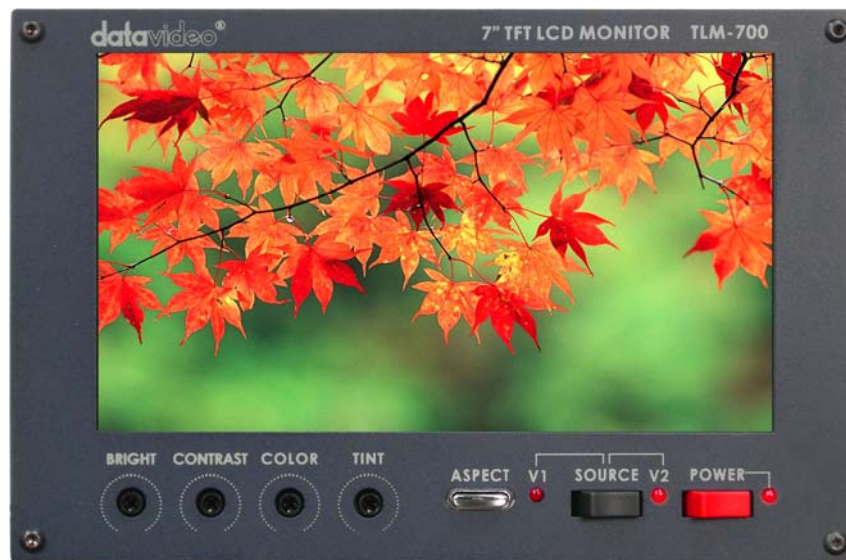 datavideo®
7" TFT LCD MONITOR TLM-700
BRIGHT CONTRAST COLOR TINT
ASPECT V1 SOURCE V2 POWER